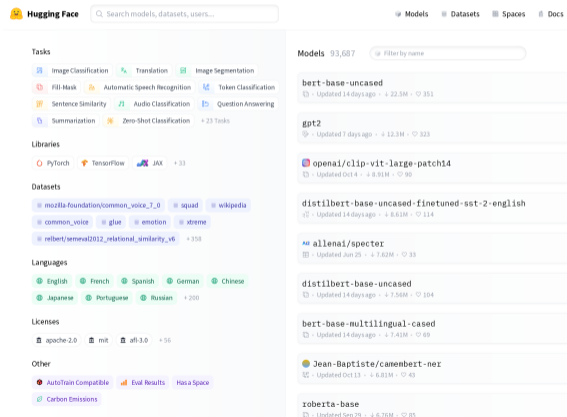 Hugging Face
Search models, datasets, users...
Models
Datasets
Spaces
Docs
Tasks
Image Classification
Translation
Image Segmentation
Fill-Mask
Automatic Speech Recognition
Token Classification
Sentence Similarity
Audio Classification
Question Answering
Summarization
Zero-Shot Classification
+ 23 Tasks
Libraries
PyTorch
TensorFlow
JAX
+ 33
Datasets
mozilla-foundation/common_voice_7_0
squad
wikipedia
common_voice
glue
emotion
xtreme
relbert/semeval2012_relational_similarity_v6
+ 358
Languages
English
French
Spanish
German
Chinese
Japanese
Portuguese
Russian
+ 200
Licenses
apache-2.0
mit
afl-3.0
+ 56
Other
AutoTrain Compatible
Eval Results
Has a Space
Carbon Emissions
Models 93,687
Filter by name
bert-base-uncased
Updated 14 days ago • ↓ 22.5M • ♡ 351
gpt2
Updated 7 days ago • ↓ 12.3M • ♡ 323
openai/clip-vit-large-patch14
Updated Oct 4 • ↓ 8.91M • ♡ 90
distilbert-base-uncased-finetuned-sst-2-english
Updated 14 days ago • ↓ 8.61M • ♡ 114
allenai/specter
Updated Jun 25 • ↓ 7.62M • ♡ 33
distilbert-base-uncased
Updated 14 days ago • ↓ 7.56M • ♡ 104
bert-base-multilingual-cased
Updated 14 days ago • ↓ 7.41M • ♡ 69
Jean-Baptiste/camembert-ner
Updated Oct 13 • ↓ 6.81M • ♡ 43
roberta-base
Updated Sep 29 • ↓ 6.76M • ♡ 85